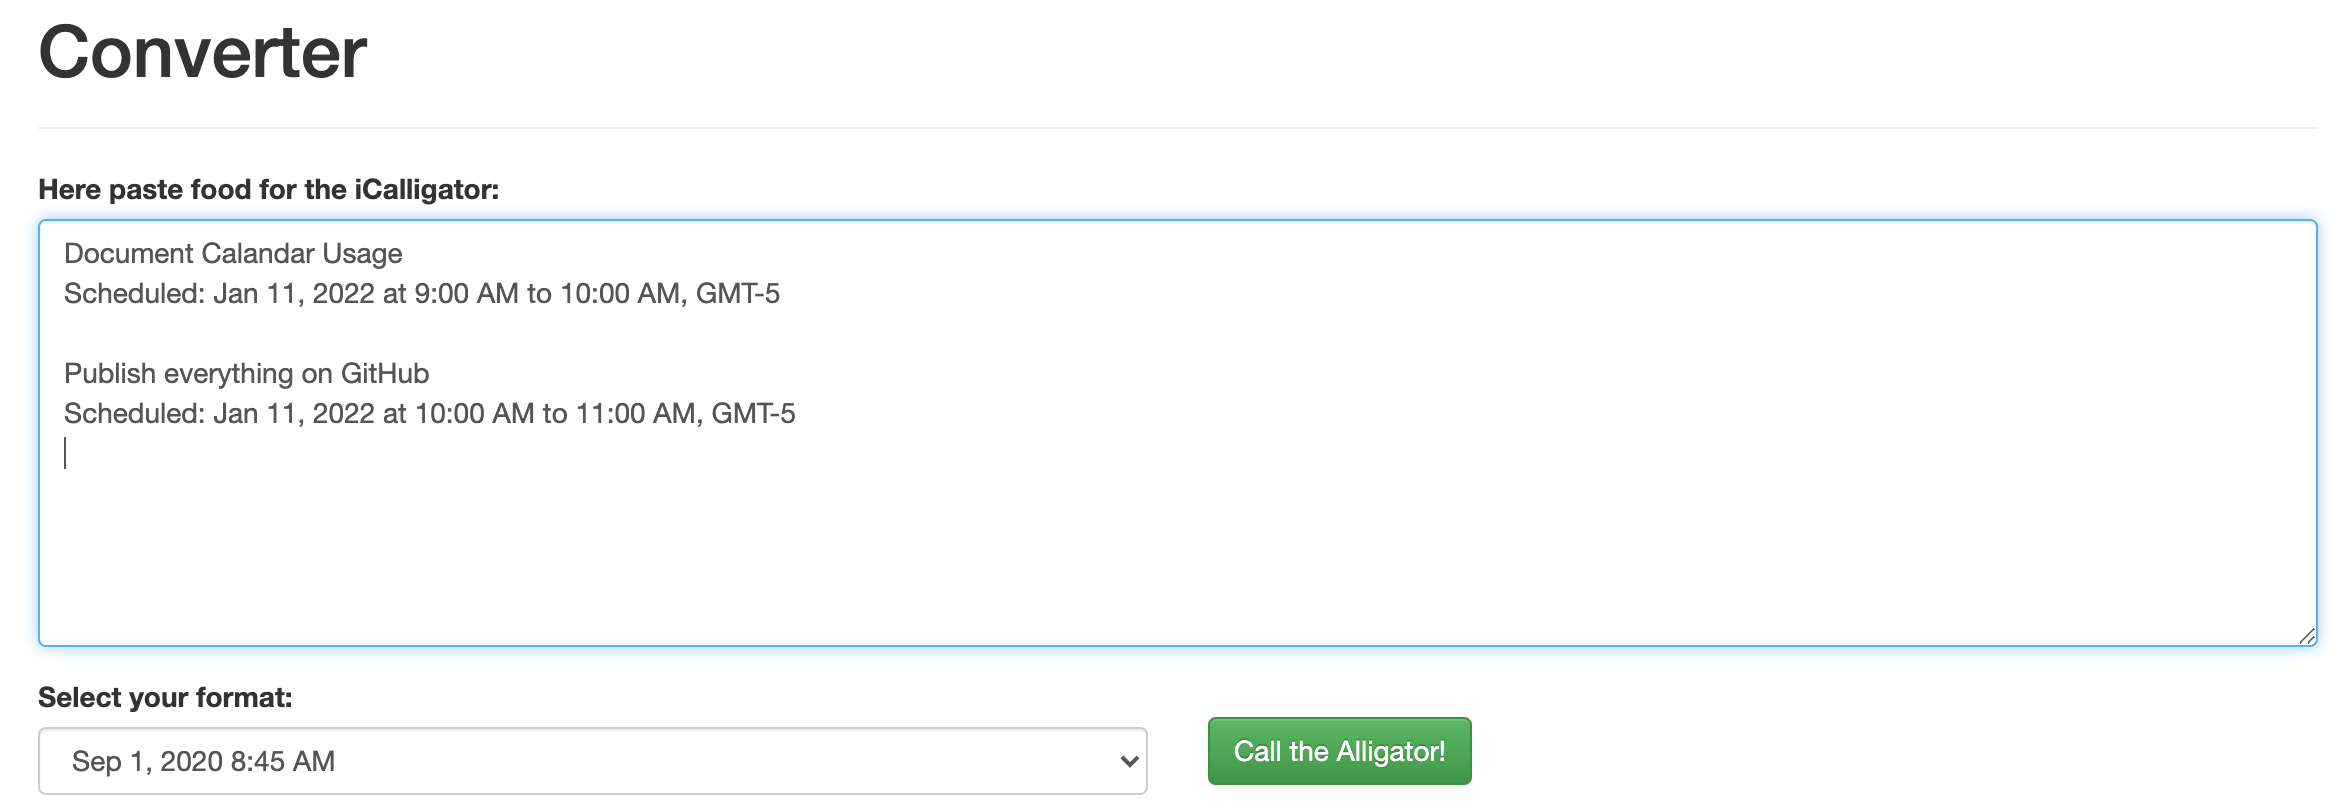 Converter
Here paste food for the iCalligator:
Document Calandar Usage
Scheduled: Jan 11, 2022 at 9:00 AM to 10:00 AM, GMT-5
Publish everything on GitHub
Scheduled: Jan 11, 2022 at 10:00 AM to 11:00 AM, GMT-5
Select your format:
Sep 1, 2020 8:45 AM
Call the Alligator!